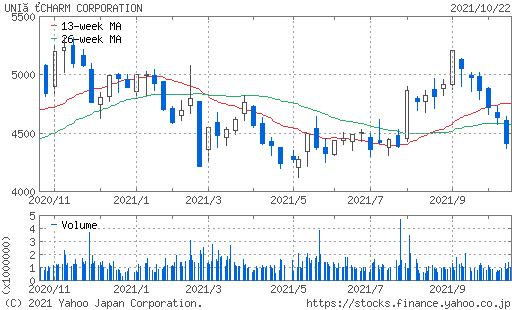 UNIă ťCHARM CORPORATION 2021/10/22
5500
13-week MA
26-week MA
5000
4500
4000
2020/11 2021/1 2021/3 2021/5 2021/7 2021/9
5
4
3
2
1
0
Volume
(x1000000)
2020/11 2021/1 2021/3 2021/5 2021/7 2021/9
(C) 2021 Yahoo Japan Corporation. https://stocks.finance.yahoo.co.jp